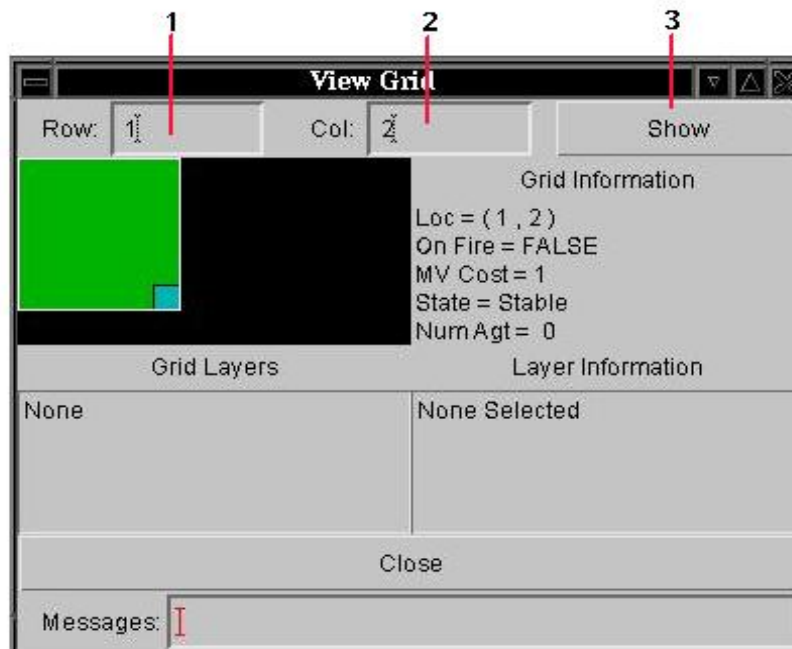 1 2 3
View Grid
Row: 1 Col: 2 Show
Grid Information
Loc = ( 1 , 2 )
On Fire = FALSE
MV Cost = 1
State = Stable
Num Agt = 0
Grid Layers Layer Information
None None Selected
Close
Messages: